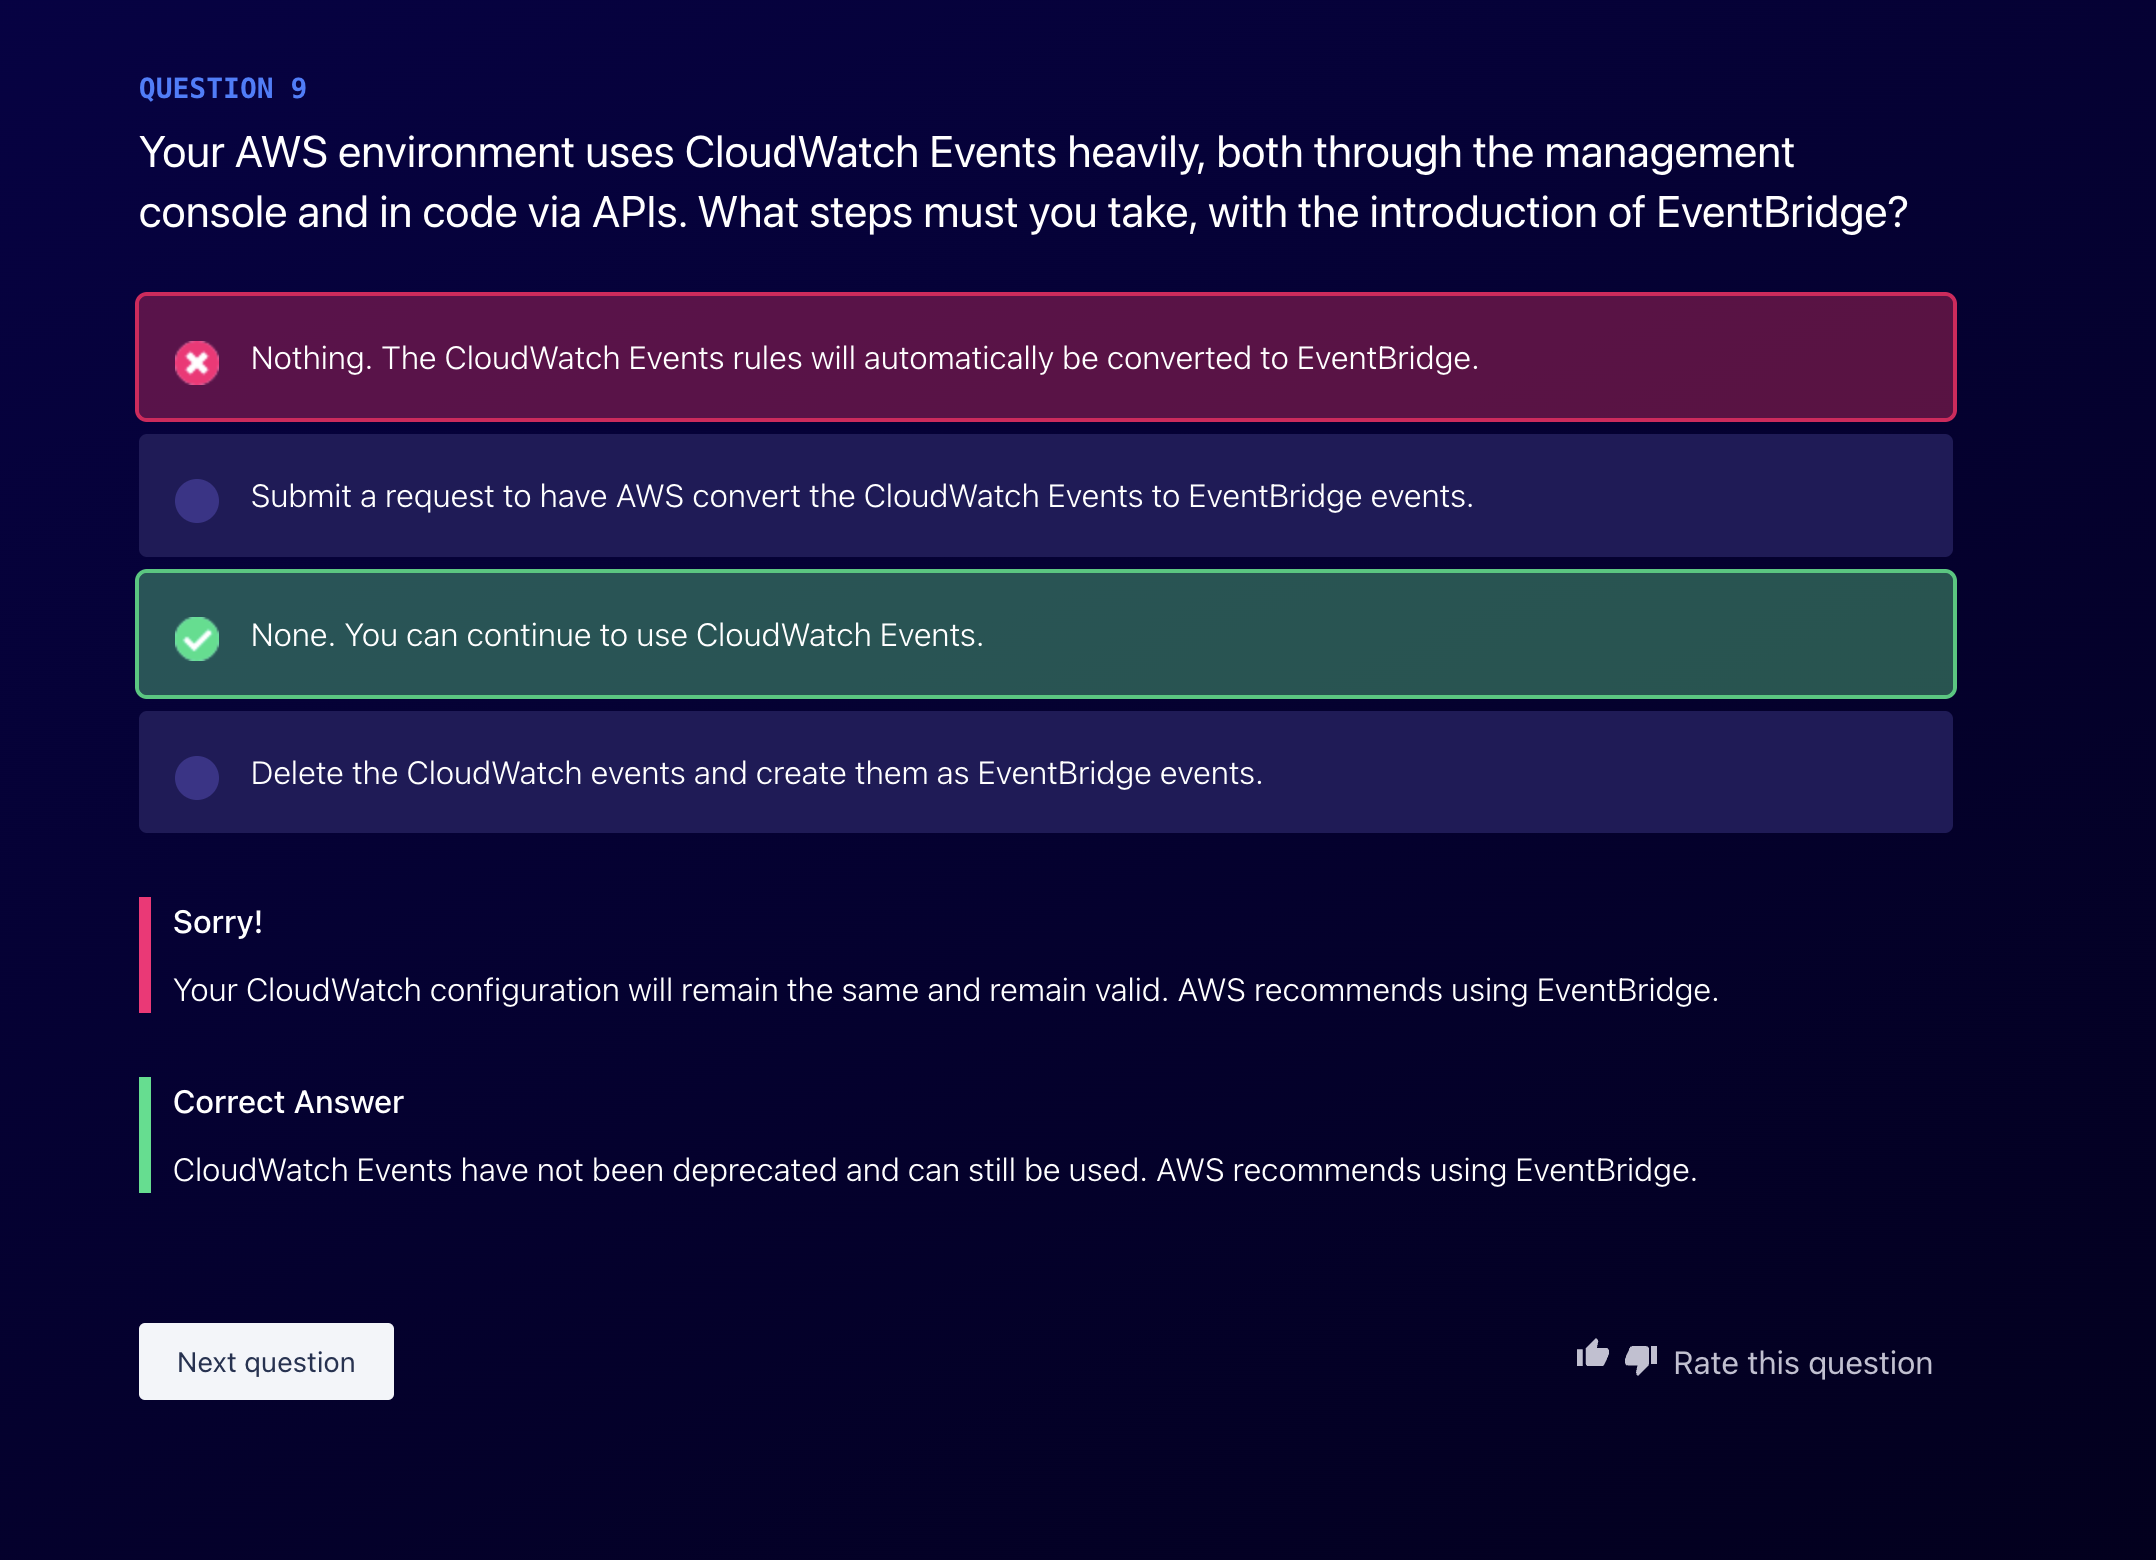 QUESTION 9
Your AWS environment uses CloudWatch Events heavily, both through the management
console and in code via APIs. What steps must you take, with the introduction of EventBridge?
Nothing. The CloudWatch Events rules will automatically be converted to EventBridge.
Submit a request to have AWS convert the CloudWatch Events to EventBridge events.
None. You can continue to use CloudWatch Events.
Delete the CloudWatch events and create them as EventBridge events.
Sorry!
Your CloudWatch configuration will remain the same and remain valid. AWS recommends using EventBridge.
Correct Answer
CloudWatch Events have not been deprecated and can still be used. AWS recommends using EventBridge.
Next question
Rate this question